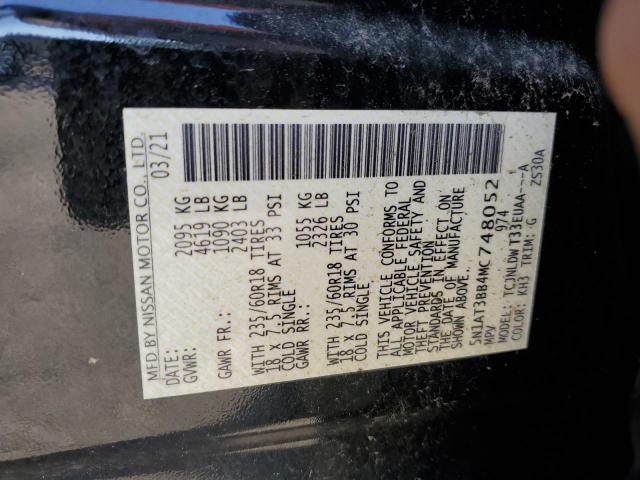 MFD BY NISSAN MOTOR CO., LTD.
DATE: 03/21
GVWR: 2095 KG
4619 LB
GAWR FR.: 1090 KG
2403 LB
WITH 235/60R18 TIRES
18 X 7.5 RIMS AT 33 PSI
COLD SINGLE
GAWR RR.: 1055 KG
2326 LB
WITH 235/60R18 TIRES
18 X 7.5 RIMS AT 30 PSI
COLD SINGLE
THIS VEHICLE CONFORMS TO
ALL APPLICABLE FEDERAL
MOTOR VEHICLE SAFETY AND
THEFT PREVENTION
STANDARDS IN EFFECT ON
THE DATE OF MANUFACTURE
SHOWN ABOVE.
5N1AT3BB4MC748052
MPV 974
MODEL: TCJNLDWT33EUAA---A
COLOR: KH3 TRIM: G ZS30A